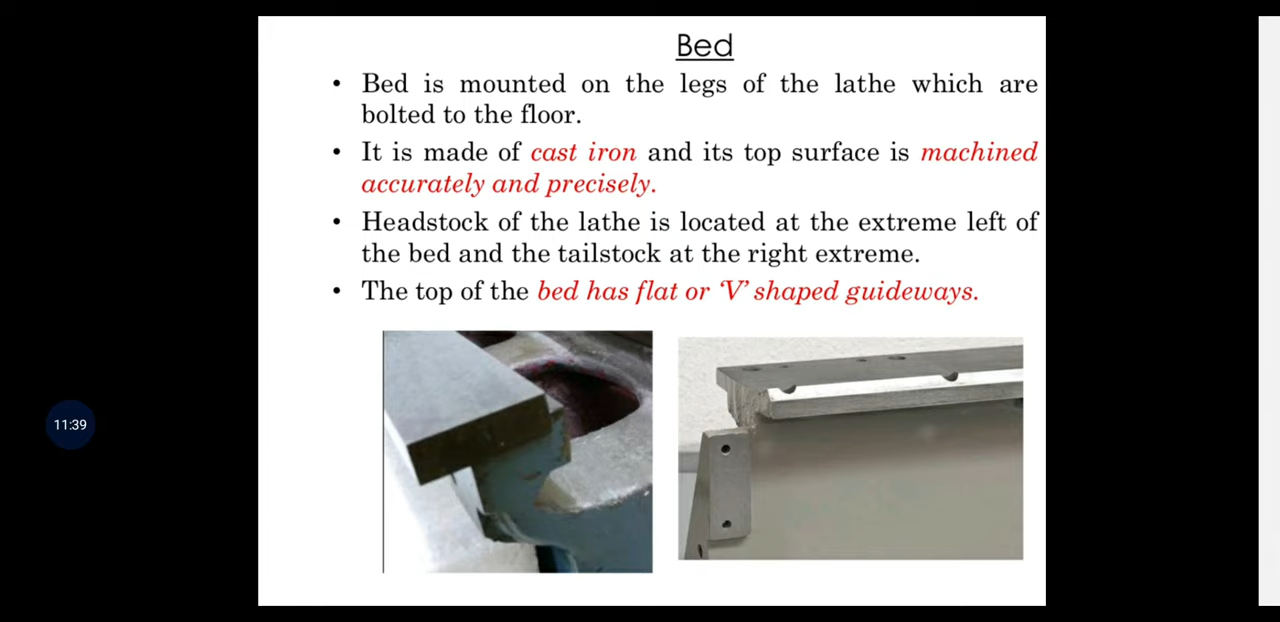 Bed
• Bed is mounted on the legs of the lathe which are
bolted to the floor.
• It is made of cast iron and its top surface is machined
accurately and precisely.
• Headstock of the lathe is located at the extreme left of
the bed and the tailstock at the right extreme.
• The top of the bed has flat or ‘V’ shaped guideways.
11:39